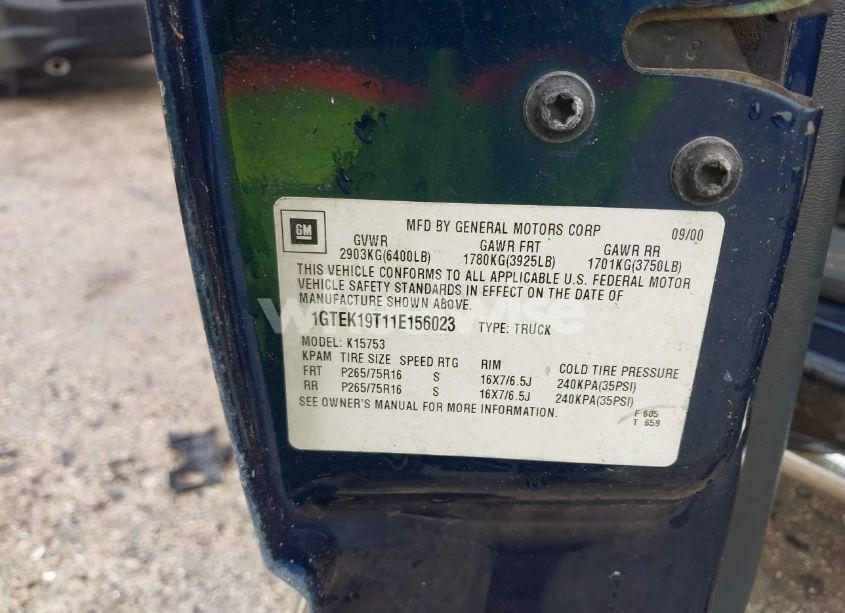 GM
MFD BY GENERAL MOTORS CORP 09/00
GVWR GAWR FRT GAWR RR
2903KG(6400LB) 1780KG(3925LB) 1701KG(3750LB)
THIS VEHICLE CONFORMS TO ALL APPLICABLE U.S. FEDERAL MOTOR
VEHICLE SAFETY STANDARDS IN EFFECT ON THE DATE OF
MANUFACTURE SHOWN ABOVE.
1GTEK19T11E156023 TYPE: TRUCK
MODEL: K15753
KPAM TIRE SIZE SPEED RTG RIM COLD TIRE PRESSURE
FRT P265/75R16 S 16X7/6.5J 240KPA(35PSI)
RR P265/75R16 S 16X7/6.5J 240KPA(35PSI)
SEE OWNER'S MANUAL FOR MORE INFORMATION.
F 605
T 659